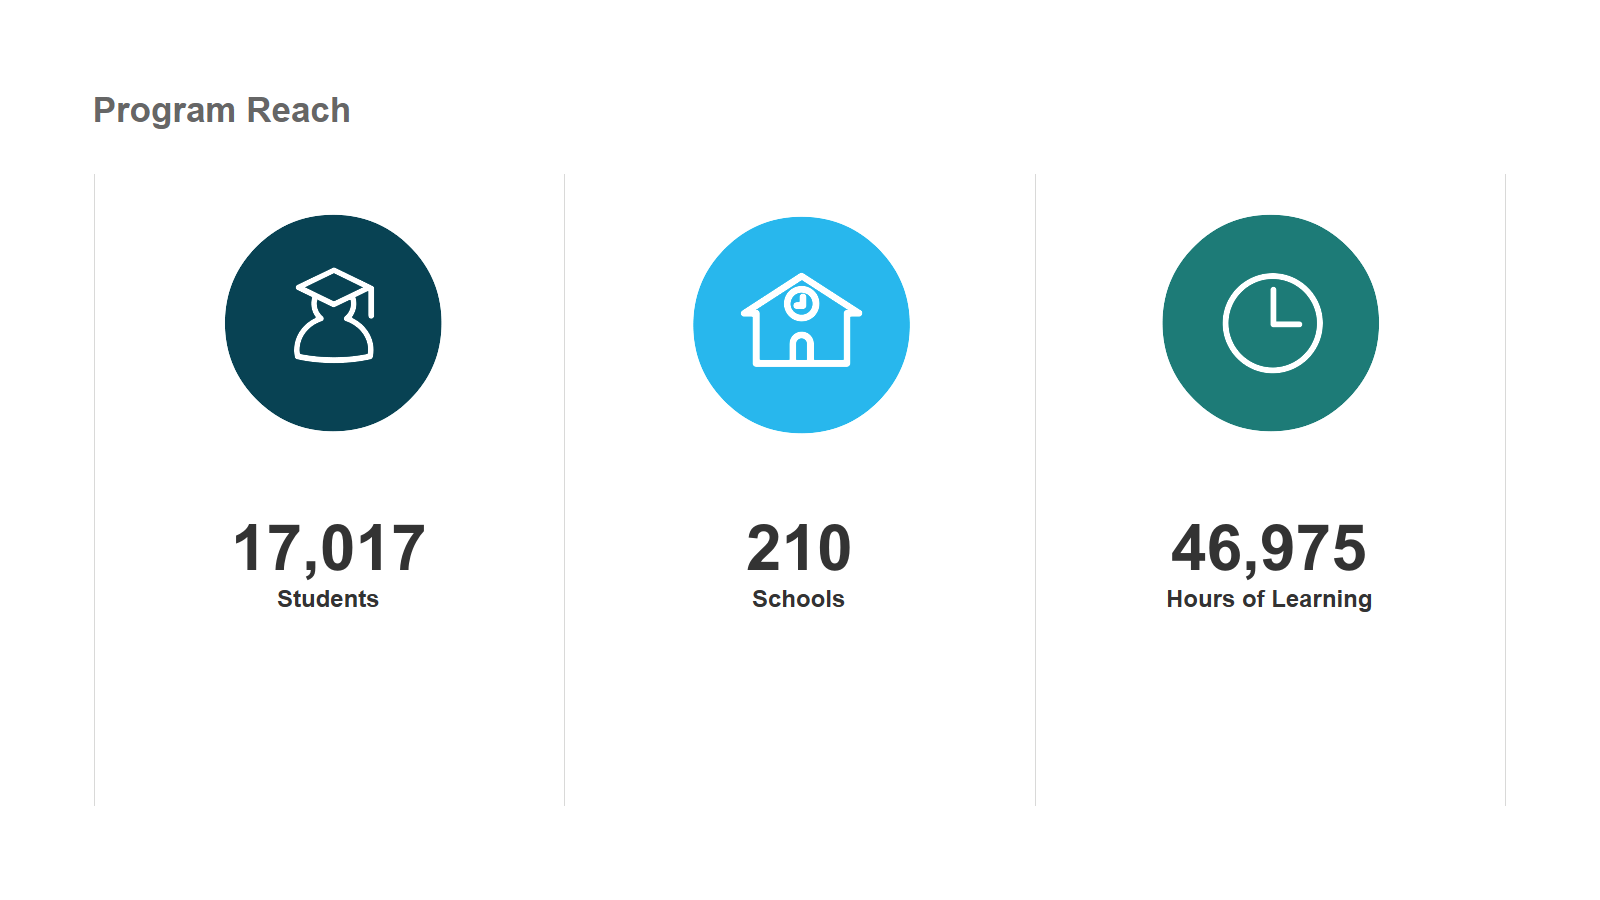 Program Reach
17,017
Students
210
Schools
46,975
Hours of Learning